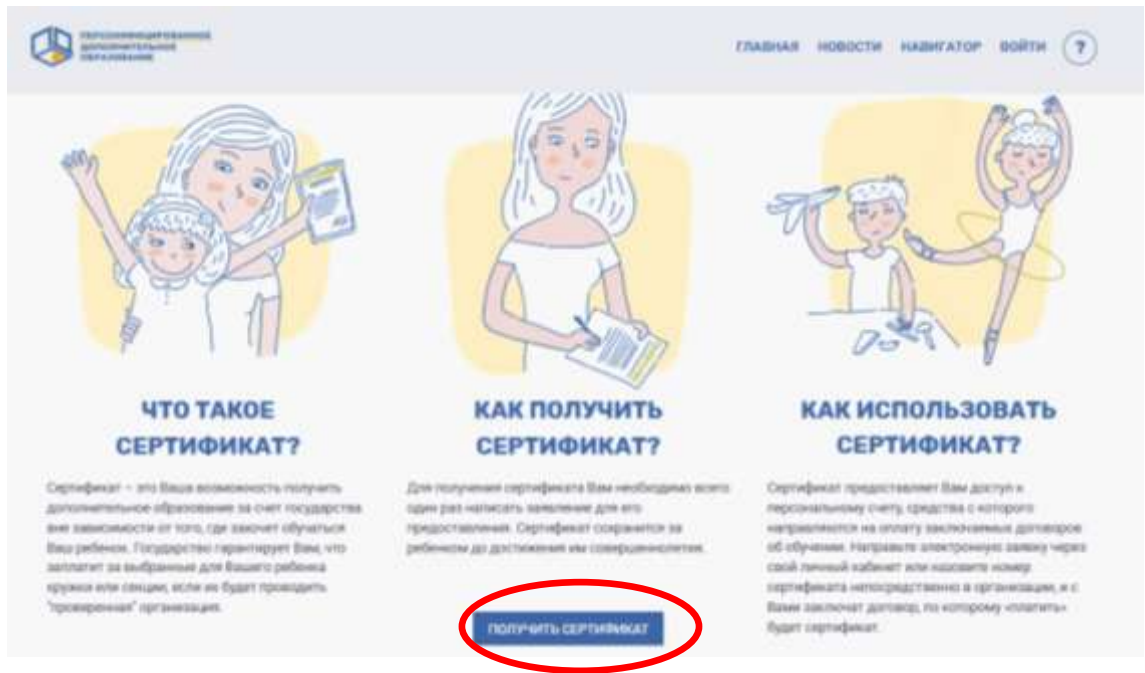 ПЕРСОНИФИЦИРОВАННОЕ
ДОПОЛНИТЕЛЬНОЕ
ОБРАЗОВАНИЕ
ГЛАВНАЯ НОВОСТИ НАВИГАТОР ВОЙТИ ?
ЧТО ТАКОЕ
СЕРТИФИКАТ?
Сертификат – это Ваша возможность получить
дополнительное образование за счет государства
вне зависимости от того, где захочет обучаться
Ваш ребенок. Государство гарантирует Вам, что
заплатит за выбранные для Вашего ребенка
кружки или секции, если их будет проводить
"проверенная" организация.
КАК ПОЛУЧИТЬ
СЕРТИФИКАТ?
Для получения сертификата Вам необходимо всего
один раз написать заявление для его
предоставления. Сертификат сохранится за
ребенком до достижения им совершеннолетия.
ПОЛУЧИТЬ СЕРТИФИКАТ
КАК ИСПОЛЬЗОВАТЬ
СЕРТИФИКАТ?
Сертификат предоставляет Вам доступ к
персональному счету, средства с которого
направляются на оплату заключаемых договоров
об обучении. Направьте электронную заявку через
свой личный кабинет или назовите номер
сертификата непосредственно в организации, и с
Вами заключат договор, по которому «платить»
будет сертификат.